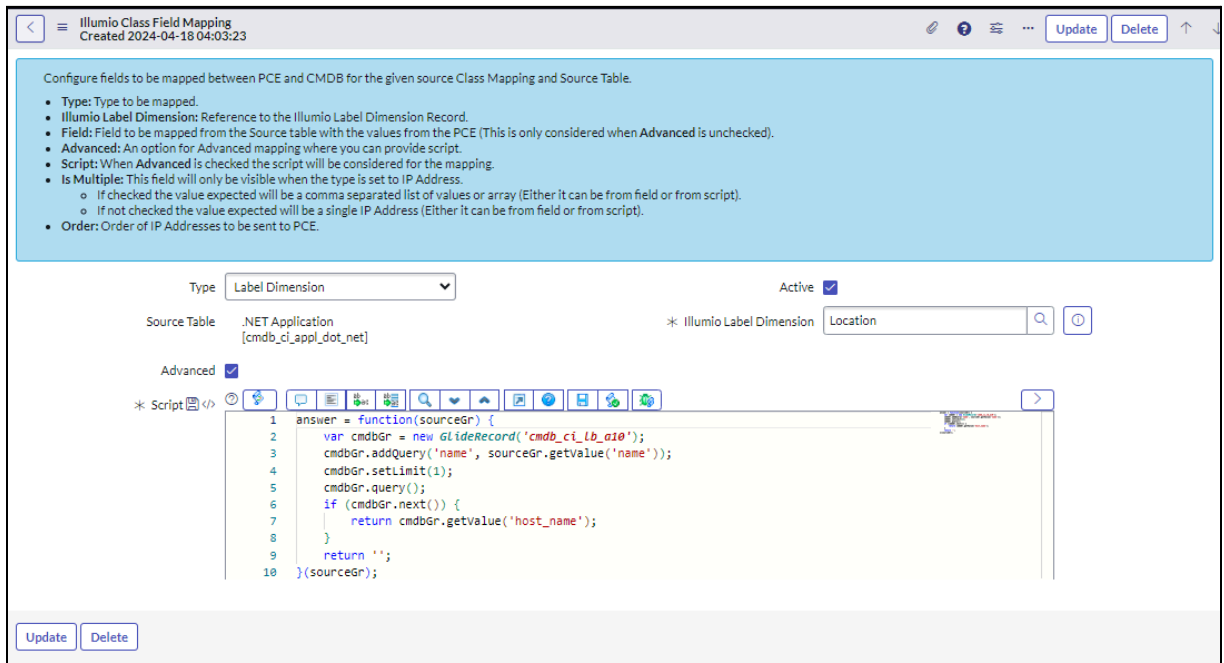 Illumio Class Field Mapping
Created 2024-04-18 04:03:23
Update
Delete
Configure fields to be mapped between PCE and CMDB for the given source Class Mapping and Source Table.
• Type: Type to be mapped.
• Illumio Label Dimension: Reference to the Illumio Label Dimension Record.
• Field: Field to be mapped from the Source table with the values from the PCE (This is only considered when Advanced is unchecked).
• Advanced: An option for Advanced mapping where you can provide script.
• Script: When Advanced is checked the script will be considered for the mapping.
• Is Multiple: This field will only be visible when the type is set to IP Address.
o If checked the value expected will be a comma separated list of values or array (Either it can be from field or from script).
o If not checked the value expected will be a single IP Address (Either it can be from field or from script).
• Order: Order of IP Addresses to be sent to PCE.
Type Label Dimension Active
Source Table .NET Application
[cmdb_ci_appl_dot_net]
Illumio Label Dimension Location
Advanced
Script
1 answer = function(sourceGr) {
2 var cmdbGr = new GlideRecord('cmdb_ci_lb_a10');
3 cmdbGr.addQuery('name', sourceGr.getValue('name'));
4 cmdbGr.setLimit(1);
5 cmdbGr.query();
6 if (cmdbGr.next()) {
7 return cmdbGr.getValue('host_name');
8 }
9 return '';
10 }(sourceGr);
Update
Delete